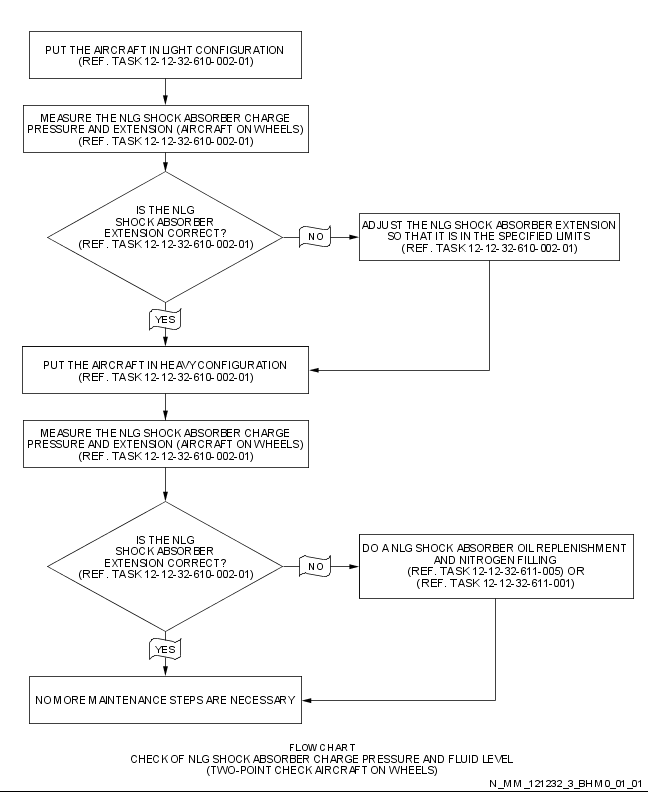 PUT THE AIRCRAFT IN LIGHT CONFIGURATION
(REF. TASK 12-12-32-610-002-01)
MEASURE THE NLG SHOCK ABSORBER CHARGE
PRESSURE AND EXTENSION (AIRCRAFT ON WHEELS)
(REF. TASK 12-12-32-610-002-01)
IS THE NLG
SHOCK ABSORBER
EXTENSION CORRECT?
(REF. TASK 12-12-32-610-002-01)
NO
ADJUST THE NLG SHOCK ABSORBER EXTENSION
SO THAT IT IS IN THE SPECIFIED LIMITS
(REF. TASK 12-12-32-610-002-01)
YES
PUT THE AIRCRAFT IN HEAVY CONFIGURATION
(REF. TASK 12-12-32-610-002-01)
MEASURE THE NLG SHOCK ABSORBER CHARGE
PRESSURE AND EXTENSION (AIRCRAFT ON WHEELS)
(REF. TASK 12-12-32-610-002-01)
IS THE NLG
SHOCK ABSORBER
EXTENSION CORRECT?
(REF. TASK 12-12-32-610-002-01)
NO
DO A NLG SHOCK ABSORBER OIL REPLENISHMENT
AND NITROGEN FILLING
(REF. TASK 12-12-32-611-005) OR
(REF. TASK 12-12-32-611-001)
YES
NO MORE MAINTENANCE STEPS ARE NECESSARY
FLOW CHART
CHECK OF NLG SHOCK ABSORBER CHARGE PRESSURE AND FLUID LEVEL
(TWO-POINT CHECK AIRCRAFT ON WHEELS)
N_MM_121232_3_BHM0_01_01